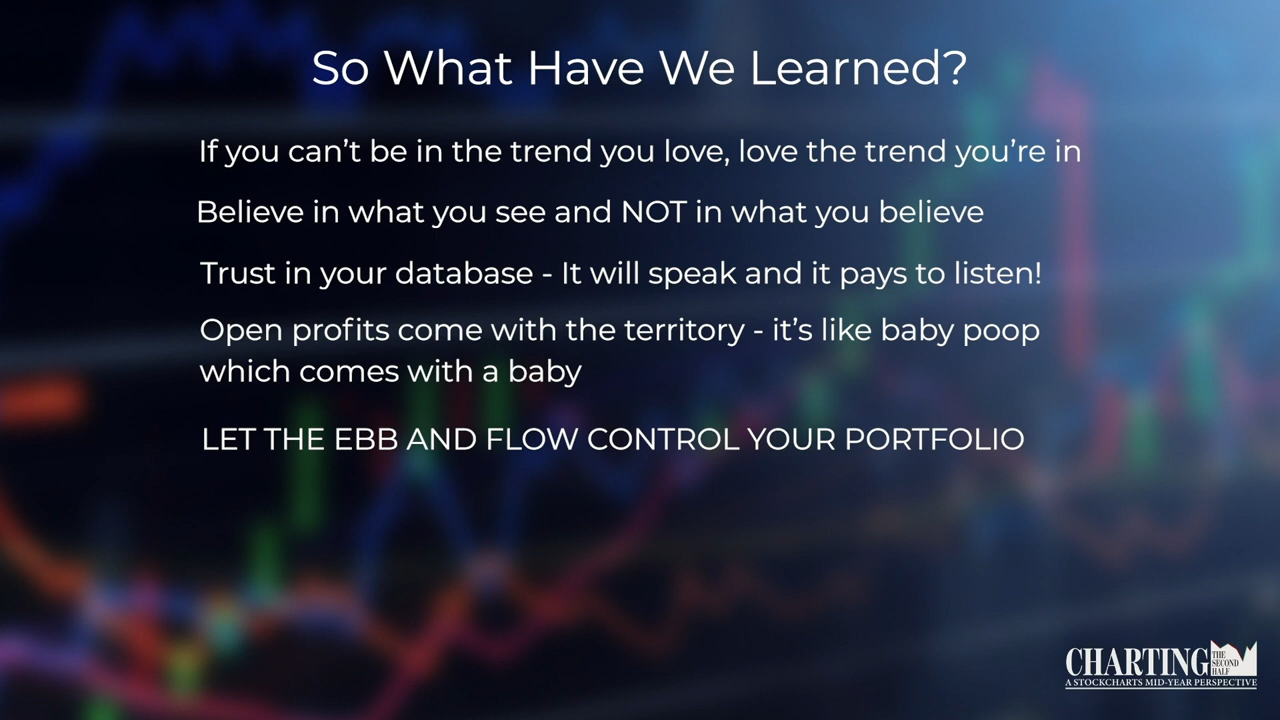 So What Have We Learned?
If you can’t be in the trend you love, love the trend you’re in
Believe in what you see and NOT in what you believe
Trust in your database - It will speak and it pays to listen!
Open profits come with the territory - it’s like baby poop
which comes with a baby
LET THE EBB AND FLOW CONTROL YOUR PORTFOLIO
CHARTING THE SECOND HALF
A STOCKCHARTS MID-YEAR PERSPECTIVE